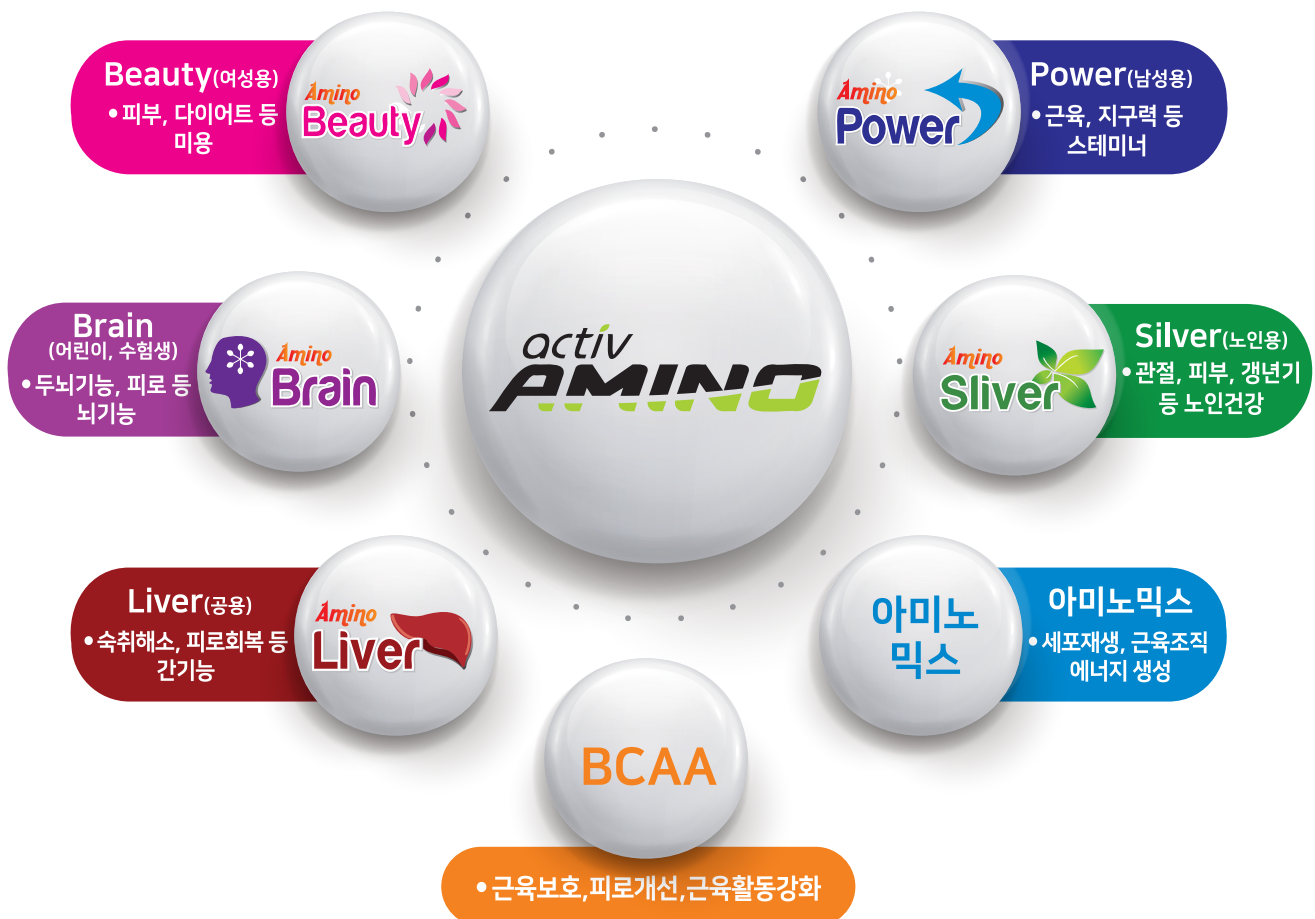 Beauty(여성용)
• 피부, 다이어트 등
미용
Amino
Beauty
Amino
Power
Power(남성용)
• 근육, 지구력 등
스테미너
Brain
(어린이, 수험생)
• 두뇌기능, 피로 등
뇌기능
Amino
Brain
activ
AMINO
Amino
Sliver
Silver(노인용)
• 관절, 피부, 갱년기
등 노인건강
Liver(공용)
• 숙취해소, 피로회복 등
간기능
Amino
Liver
아미노
믹스
아미노믹스
• 세포재생, 근육조직
에너지 생성
BCAA
• 근육보호,피로개선,근육활동강화